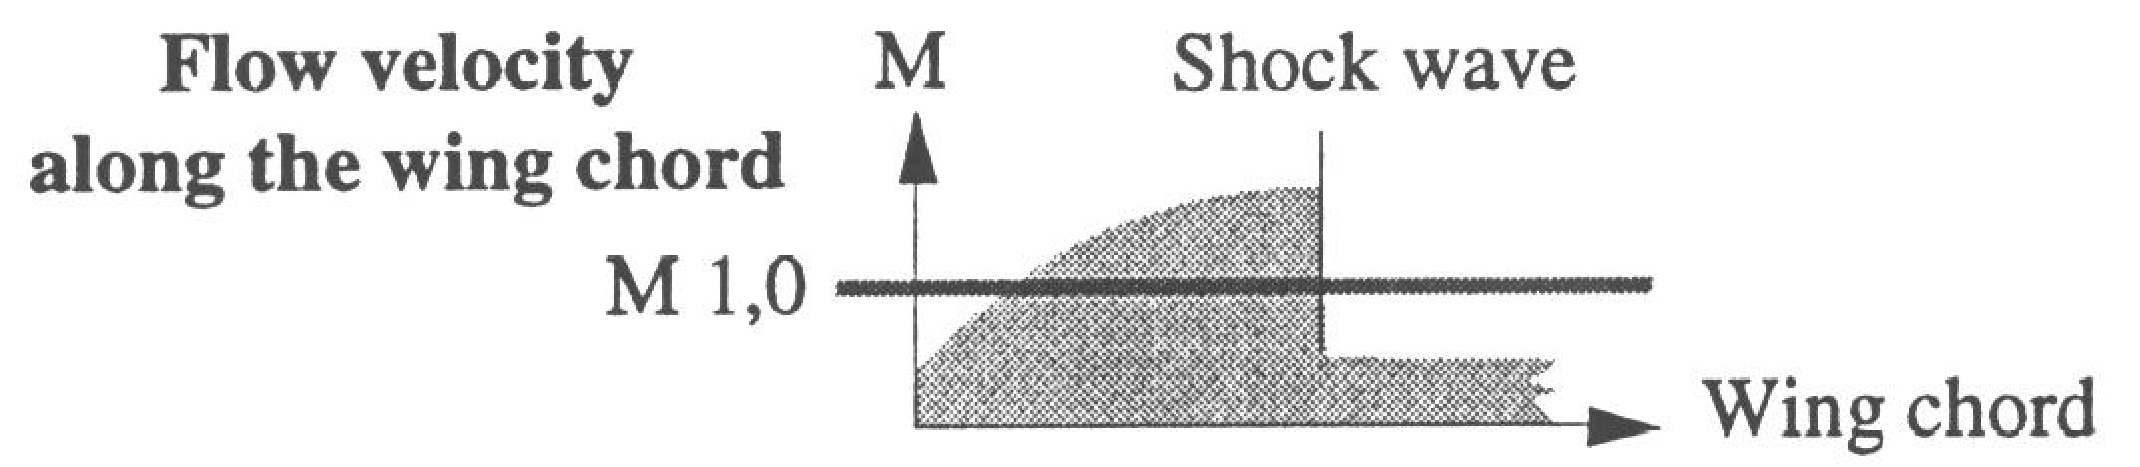 Flow velocity
along the wing chord
M
Shock wave
M 1,0
Wing chord